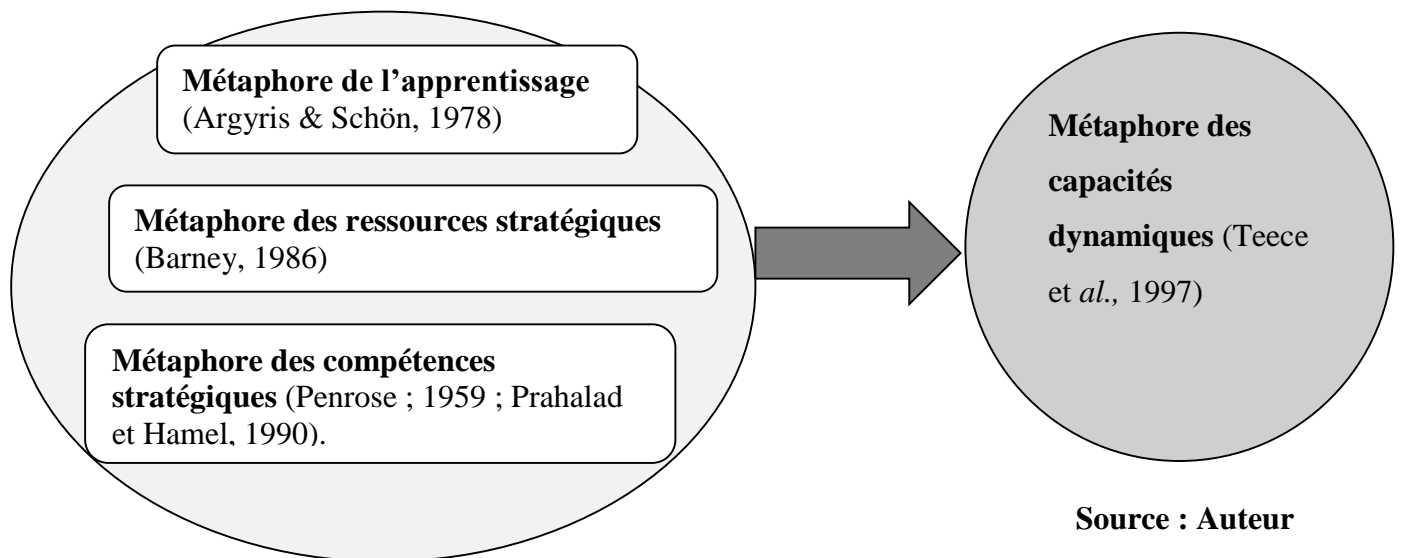 Métaphore de l’apprentissage
(Argyris & Schön, 1978)
Métaphore des ressources stratégiques
(Barney, 1986)
Métaphore des compétences
stratégiques (Penrose ; 1959 ; Prahalad
et Hamel, 1990).
Métaphore des
capacités
dynamiques (Teece
et al., 1997)
Source : Auteur